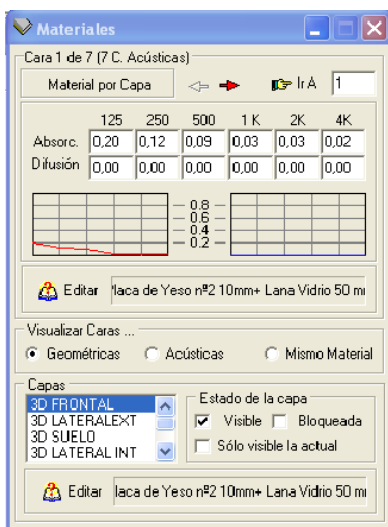 Materiales
Cara 1 de 7 (7 C. Acústicas)
Material por Capa Ir A 1
125 250 500 1 K 2K 4K
Absorc. 0,20 0,12 0,09 0,03 0,03 0,02
Difusión 0,00 0,00 0,00 0,00 0,00 0,00
0.8
0.6
0.4
0.2
Editar laca de Yeso nº2 10mm+ Lana Vidrio 50 m
Visualizar Caras ...
Geométricas Acústicas Mismo Material
Capas
Estado de la capa
3D FRONTAL
3D LATERALEXT
3D SUELO
3D LATERAL INT
Visible Bloqueada
Sólo visible la actual
Editar laca de Yeso nº2 10mm+ Lana Vidrio 50 m